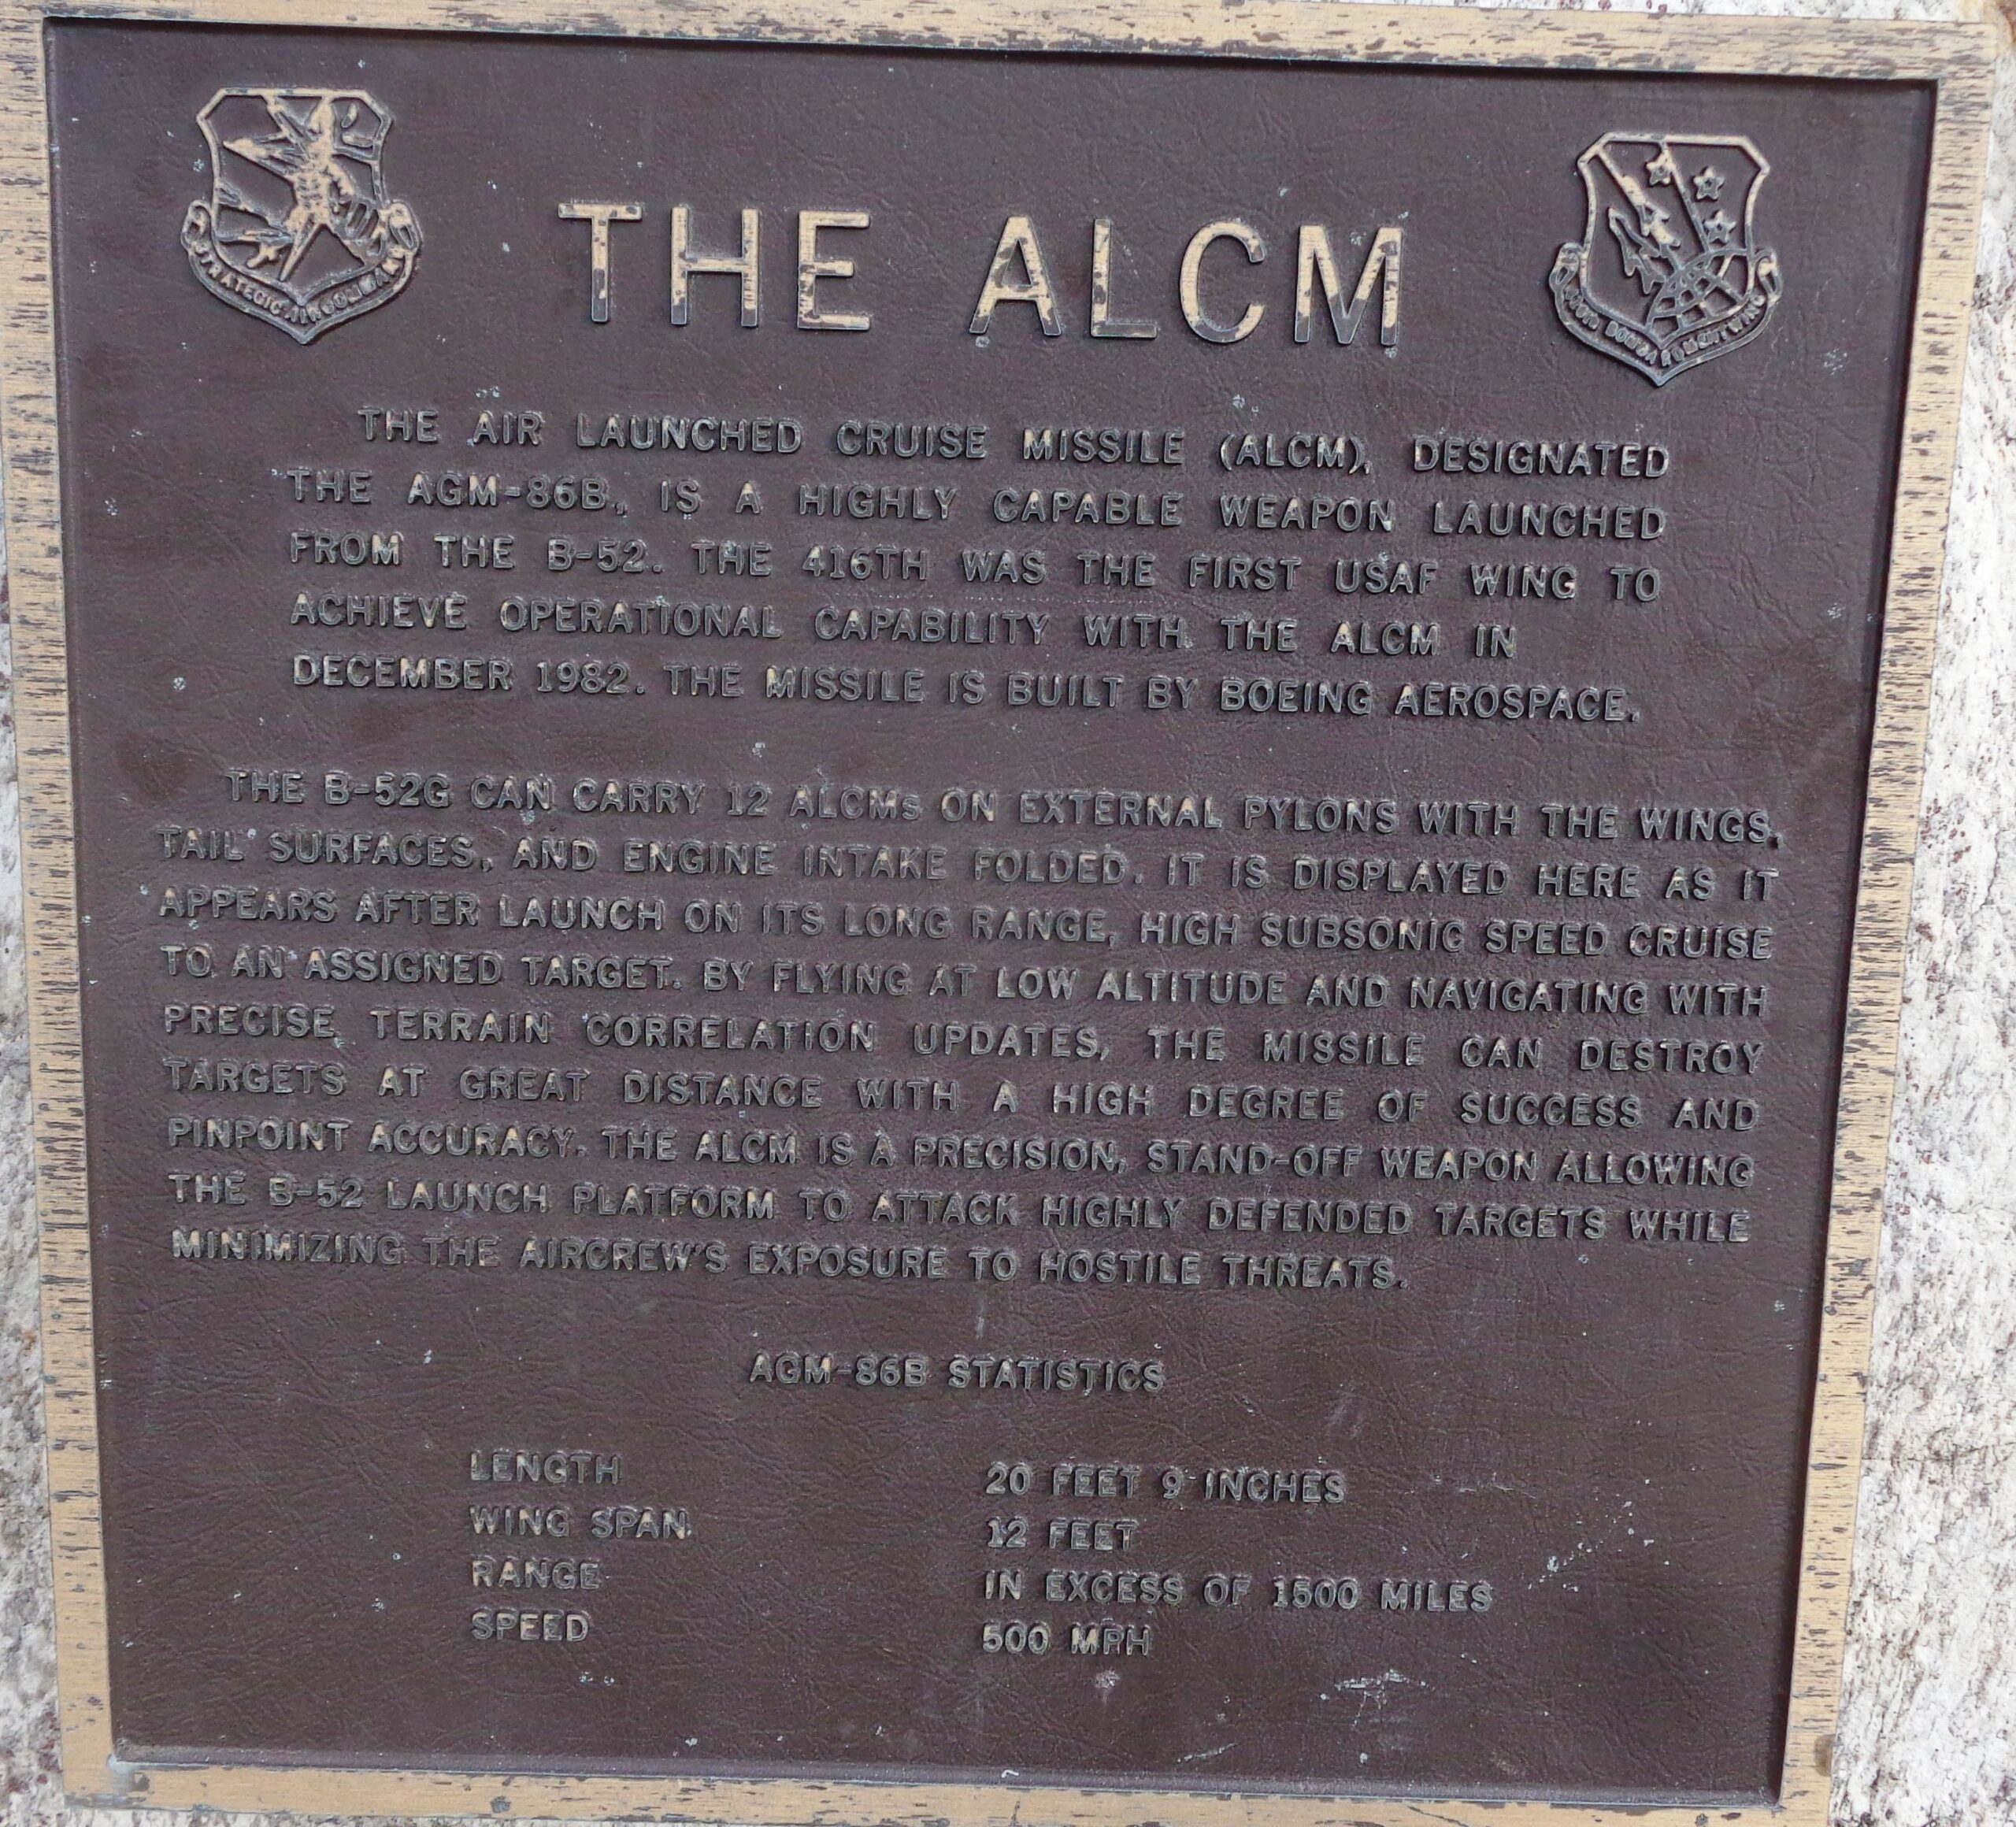 THE ALCM
STRATEGIC AIR COMMAND
THE AIR LAUNCHED CRUISE MISSILE (ALCM), DESIGNATED
THE AGM-86B, IS A HIGHLY CAPABLE WEAPON LAUNCHED
FROM THE B-52. THE 416TH WAS THE FIRST USAF WING TO
ACHIEVE OPERATIONAL CAPABILITY WITH THE ALCM IN
DECEMBER 1982. THE MISSILE IS BUILT BY BOEING AEROSPACE.
THE B-52G CAN CARRY 12 ALCMs ON EXTERNAL PYLONS WITH THE WINGS,
TAIL SURFACES, AND ENGINE INTAKE FOLDED. IT IS DISPLAYED HERE AS IT
APPEARS AFTER LAUNCH ON ITS LONG RANGE, HIGH SUBSONIC SPEED CRUISE
TO AN ASSIGNED TARGET. BY FLYING AT LOW ALTITUDE AND NAVIGATING WITH
PRECISE TERRAIN CORRELATION UPDATES, THE MISSILE CAN DESTROY
TARGETS AT GREAT DISTANCE WITH A HIGH DEGREE OF SUCCESS AND
PINPOINT ACCURACY. THE ALCM IS A PRECISION, STAND-OFF WEAPON ALLOWING
THE B-52 LAUNCH PLATFORM TO ATTACK HIGHLY DEFENDED TARGETS WHILE
MINIMIZING THE AIRCREW'S EXPOSURE TO HOSTILE THREATS.
AGM-86B STATISTICS
LENGTH 20 FEET 9 INCHES
WING SPAN 12 FEET
RANGE IN EXCESS OF 1500 MILES
SPEED 500 MPH